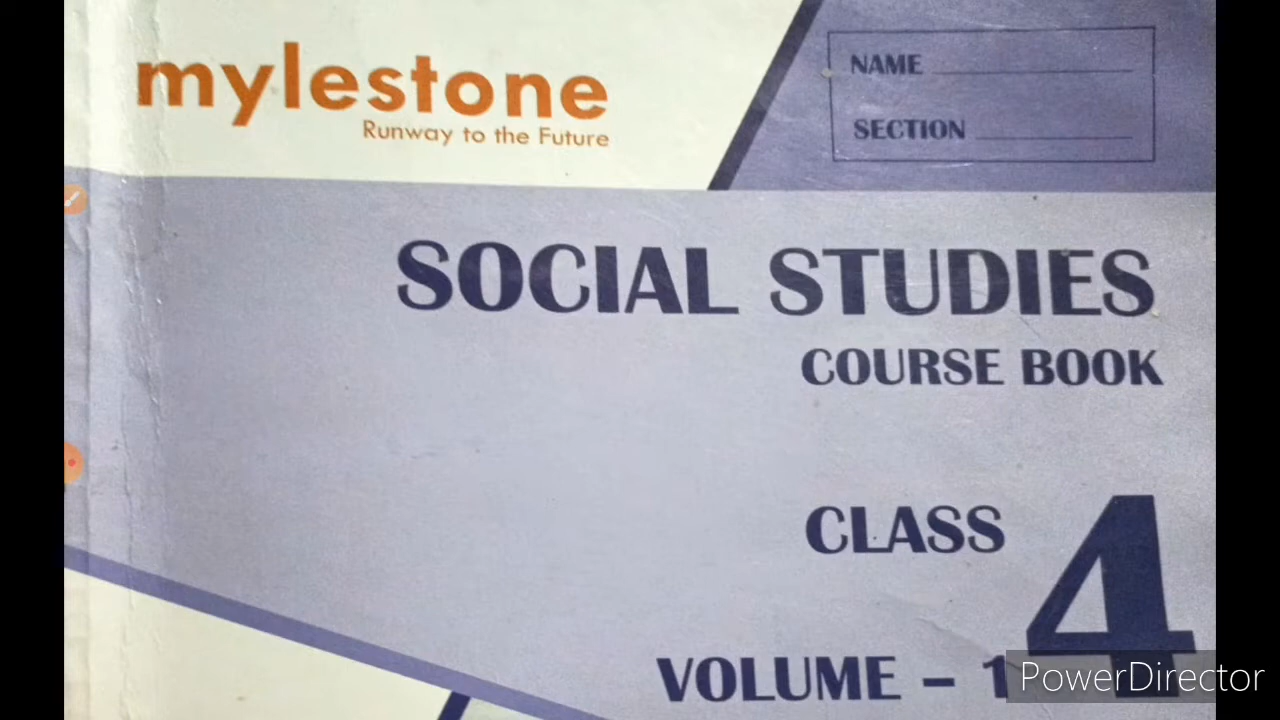 mylestone
Runway to the Future
NAME
SECTION
SOCIAL STUDIES
COURSE BOOK
CLASS 4
VOLUME – 1
PowerDirector